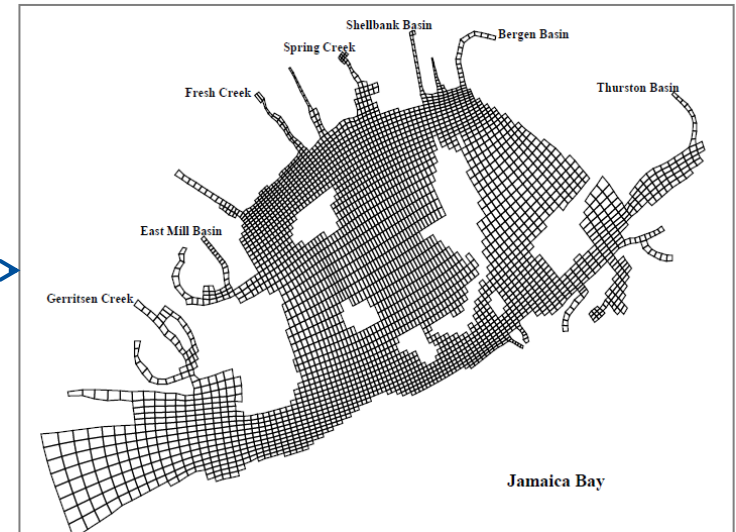 Shellbank Basin
Bergen Basin
Spring Creek
Thurston Basin
Fresh Creek
East Mill Basin
Gerritsen Creek
Jamaica Bay